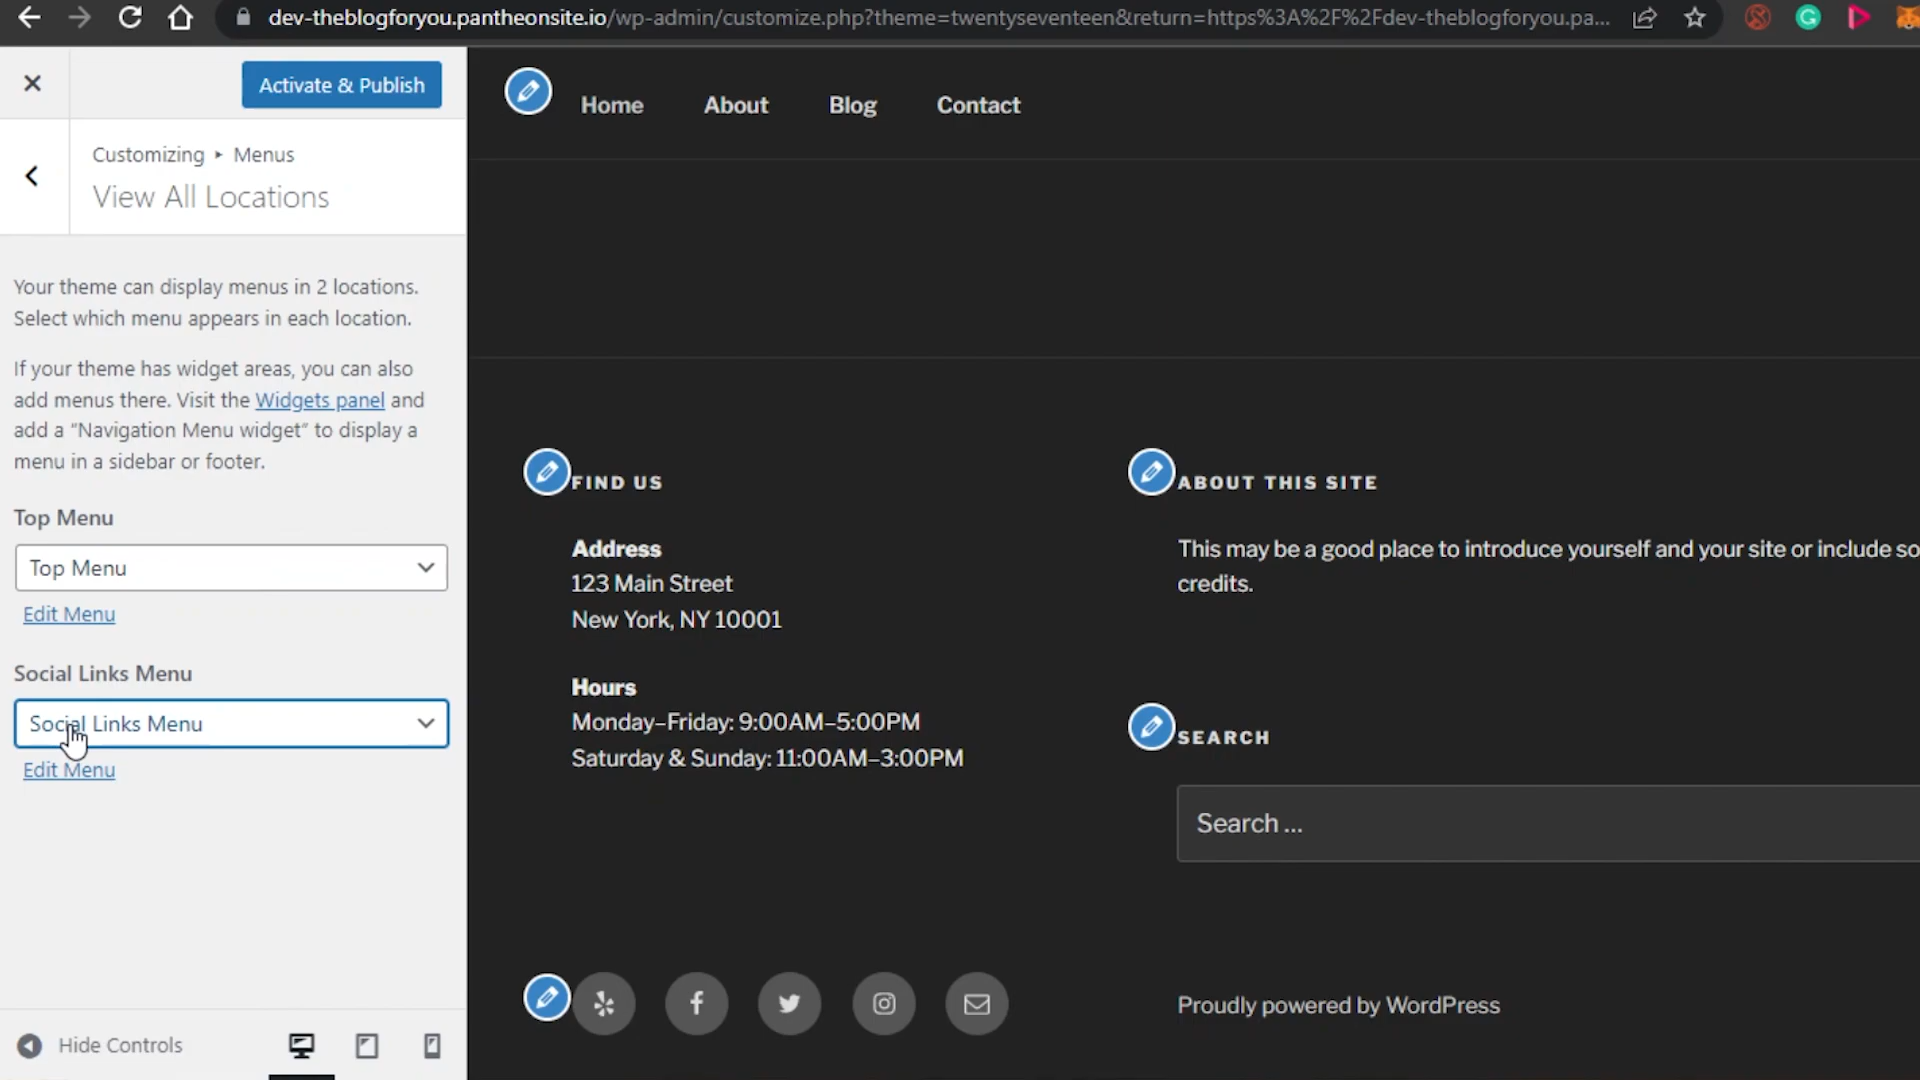 dev-theblogforyou.pantheonsite.io/wp-admin/customize.php?theme=twentyseventeen&return=https%3A%2F%2Fdev-theblogforyou.pa...
Activate & Publish
Customizing ▸ Menus
View All Locations
Your theme can display menus in 2 locations.
Select which menu appears in each location.
If your theme has widget areas, you can also
add menus there. Visit the Widgets panel and
add a “Navigation Menu widget” to display a
menu in a sidebar or footer.
Top Menu
Top Menu
Edit Menu
Social Links Menu
Social Links Menu
Edit Menu
Hide Controls
Home About Blog Contact
FIND US
Address
123 Main Street
New York, NY 10001
Hours
Monday–Friday: 9:00AM–5:00PM
Saturday & Sunday: 11:00AM–3:00PM
ABOUT THIS SITE
This may be a good place to introduce yourself and your site or include so
credits.
SEARCH
Search ...
Proudly powered by WordPress